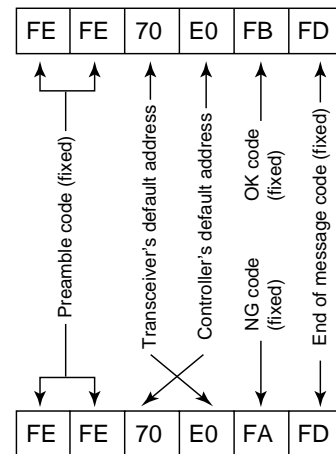 FE FE 70 E0 FB FD
Preamble code (fixed)
Transceiver's default address
Controller's default address
OK code
(fixed)
NG code
(fixed)
End of message code (fixed)
FE FE 70 E0 FA FD